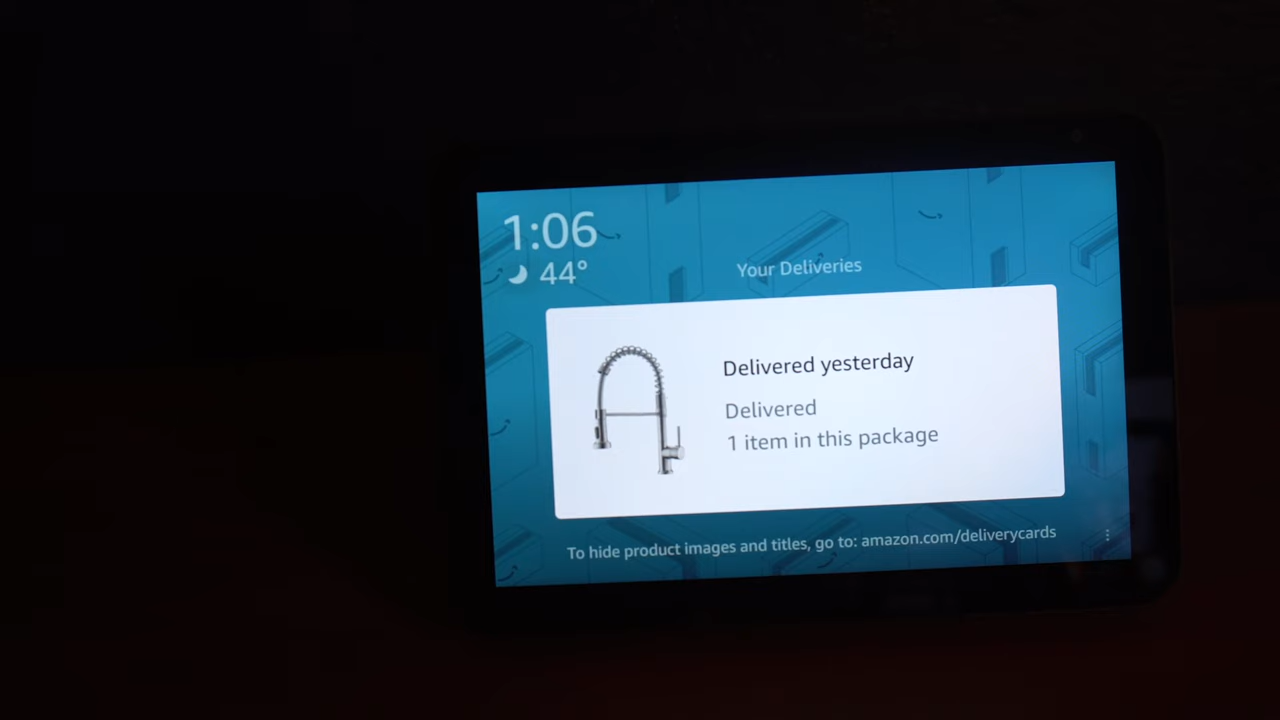 1:06
44°
Your Deliveries
Delivered yesterday
Delivered
1 item in this package
To hide product images and titles, go to: amazon.com/deliverycards